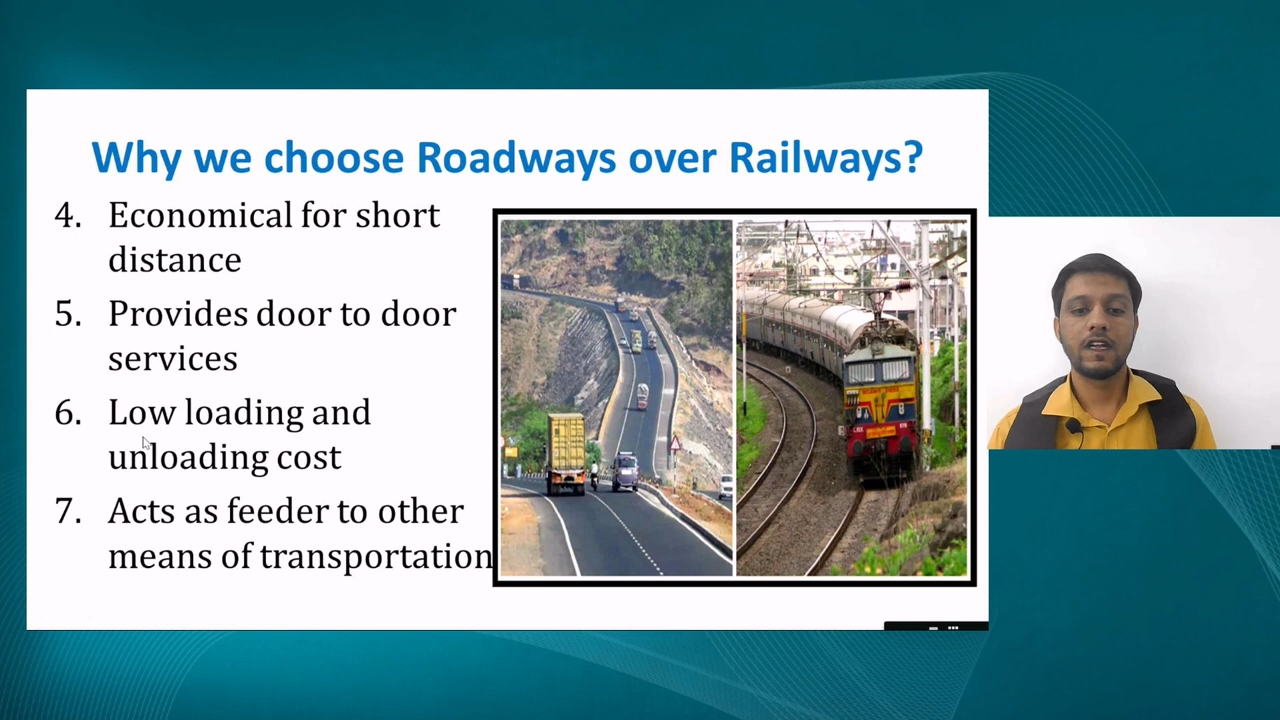 Why we choose Roadways over Railways?
4. Economical for short
distance
5. Provides door to door
services
6. Low loading and
unloading cost
7. Acts as feeder to other
means of transportation